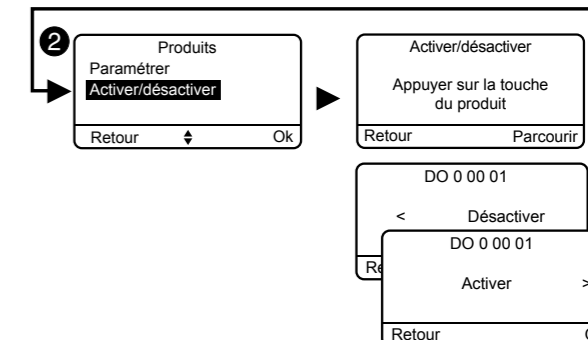 2
Produits
Paramétrer
Activer/désactiver
Retour Ok
Activer/désactiver
Appuyer sur la touche
du produit
Retour Parcourir
DO 0 00 01
< Désactiver
DO 0 00 01
Activer >
Retour